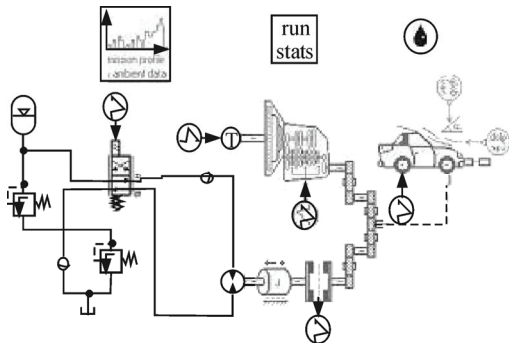 run
stats
mission profile
+ ambient data
T